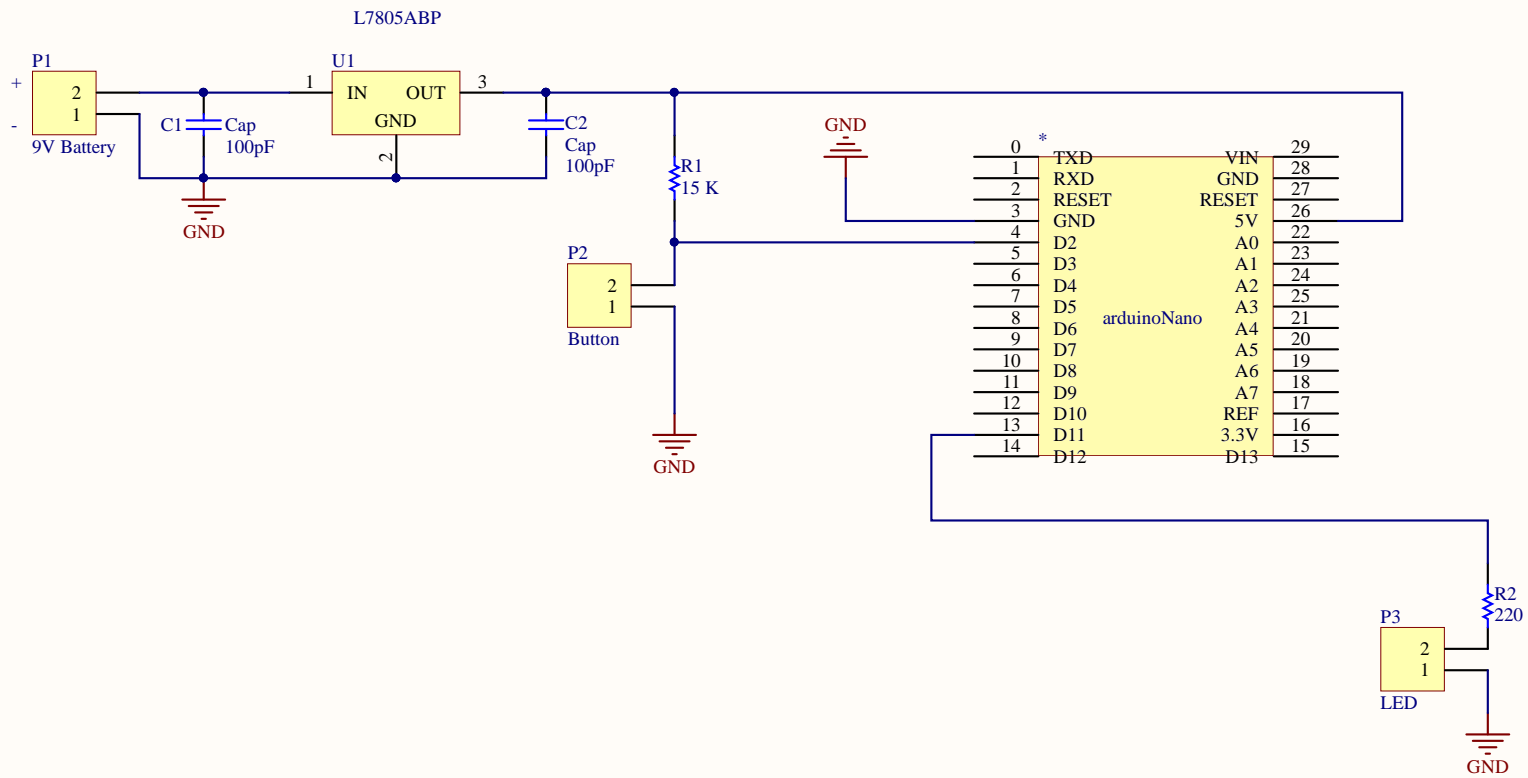 L7805ABP
P1
+
2
1
-
9V Battery
C1
Cap
100pF
GND
U1
1
IN
OUT
3
GND
2
C2
Cap
100pF
R1
15 K
P2
2
1
Button
GND
GND
*
0 TXD VIN 29
1 RXD GND 28
2 RESET RESET 27
3 GND 5V 26
4 D2 A0 22
5 D3 A1 23
6 D4 A2 24
7 D5 A3 25
8 D6 A4 21
9 D7 A5 20
10 D8 A6 19
11 D9 A7 18
12 D10 REF 17
13 D11 3.3V 16
14 D12 D13 15
arduinoNano
R2
220
P3
2
1
LED
GND